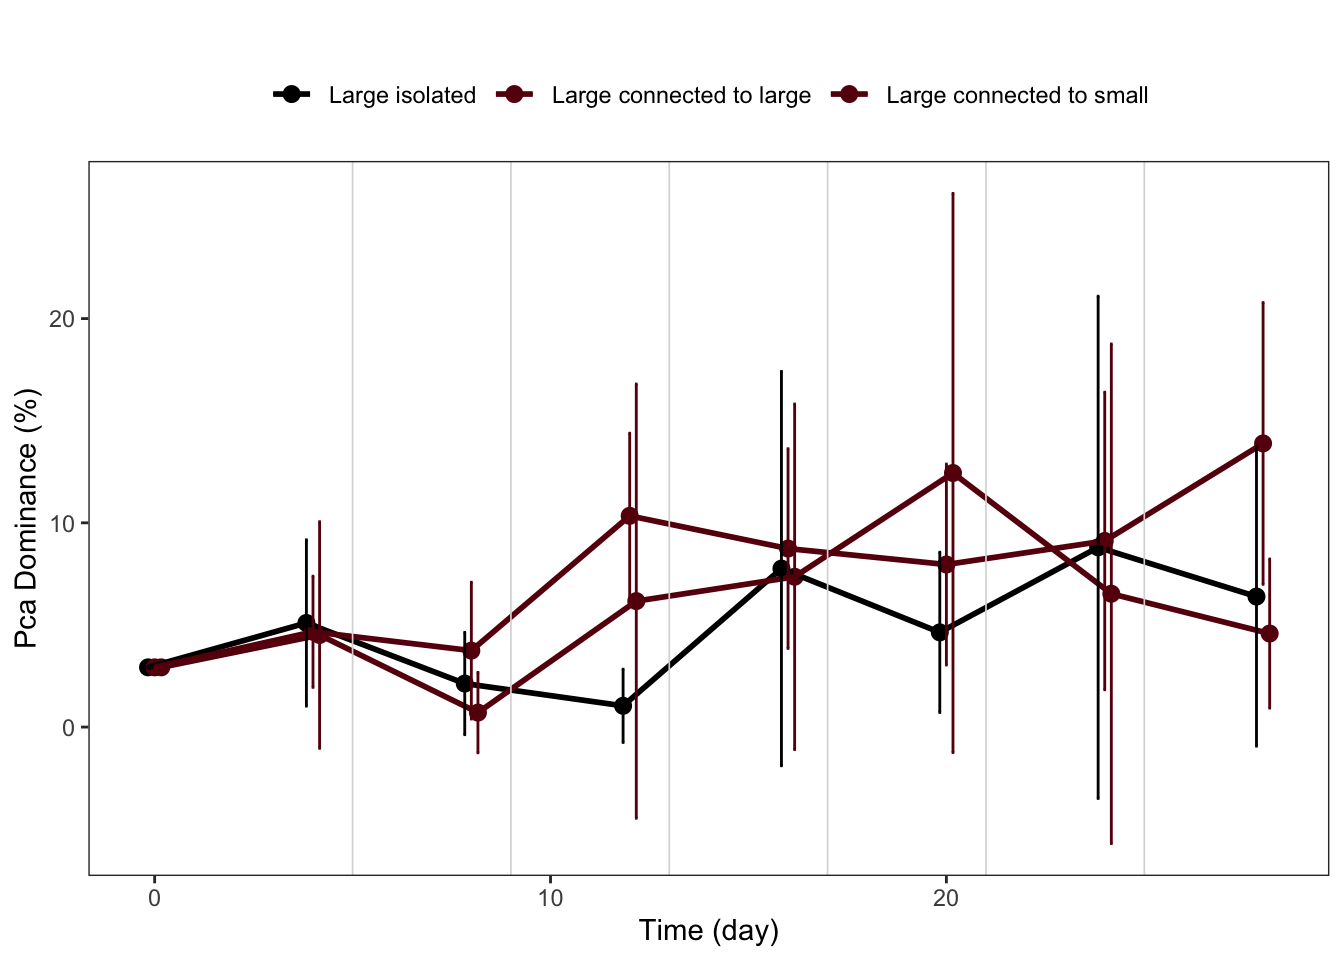 Large isolated Large connected to large Large connected to small
Pca Dominance (%)
20
10
0
0 10 20
Time (day)